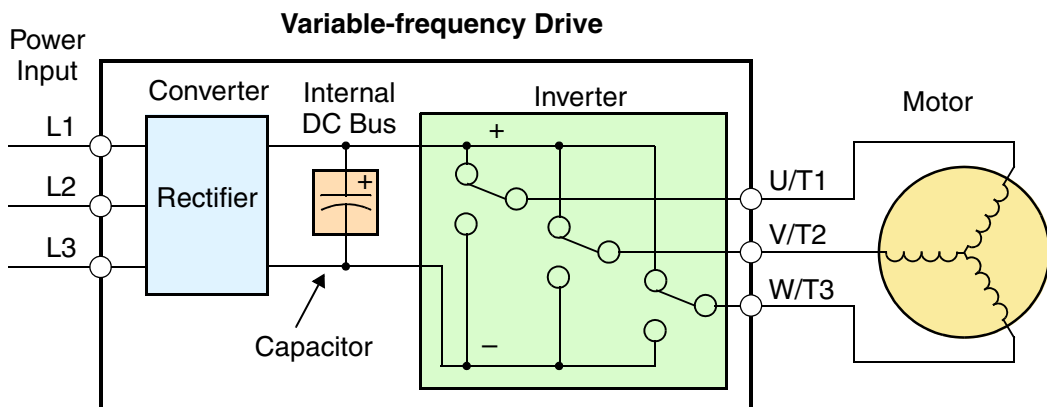 Variable-frequency Drive
Power
Input
Converter
Internal
DC Bus
Inverter
Motor
L1
L2
L3
Rectifier
+
+
–
Capacitor
U/T1
V/T2
W/T3